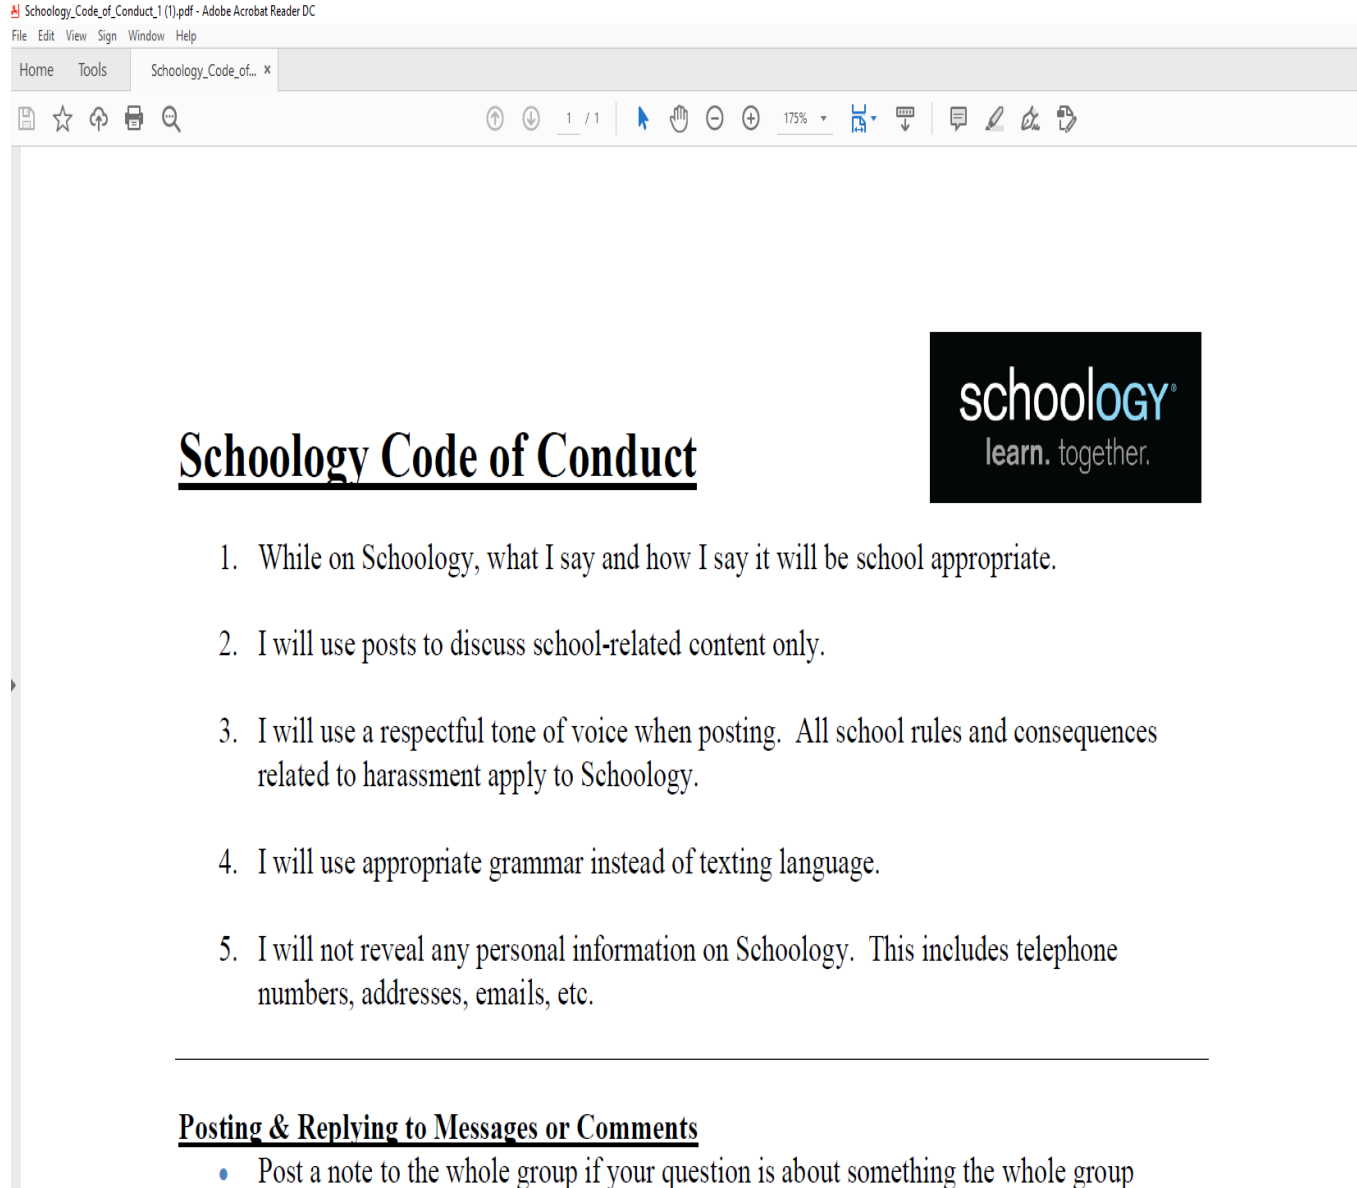 Schoology_Code_of_Conduct_1 (1).pdf - Adobe Acrobat Reader DC
File Edit View Sign Window Help
Home Tools Schoology_Code_of... ×
1 / 1 175%
schoology®
learn. together.
Schoology Code of Conduct
1. While on Schoology, what I say and how I say it will be school appropriate.
2. I will use posts to discuss school-related content only.
3. I will use a respectful tone of voice when posting. All school rules and consequences
related to harassment apply to Schoology.
4. I will use appropriate grammar instead of texting language.
5. I will not reveal any personal information on Schoology. This includes telephone
numbers, addresses, emails, etc.
Posting & Replying to Messages or Comments
• Post a note to the whole group if your question is about something the whole group